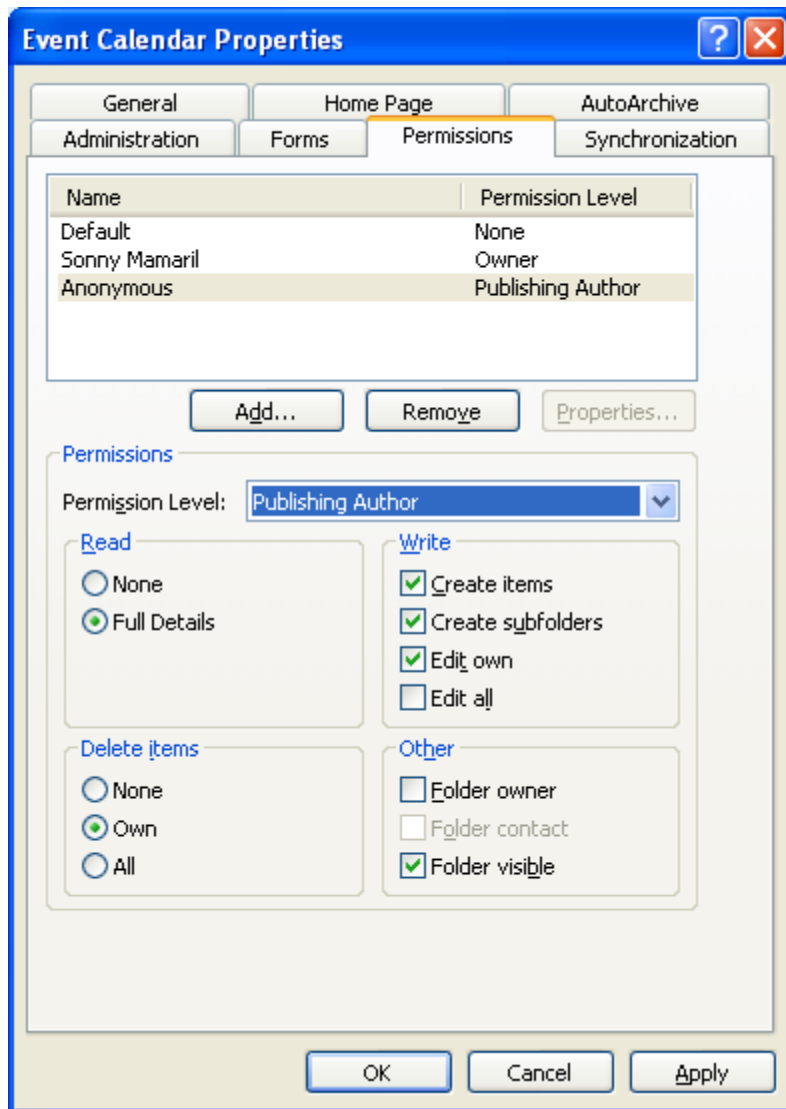 Event Calendar Properties
?
General Home Page AutoArchive
Administration Forms Permissions Synchronization
Name Permission Level
Default None
Sonny Mamaril Owner
Anonymous Publishing Author
Add... Remove Properties...
Permissions
Permission Level: Publishing Author
Read
None
Full Details
Write
Create items
Create subfolders
Edit own
Edit all
Delete items
None
Own
All
Other
Folder owner
Folder contact
Folder visible
OK Cancel Apply